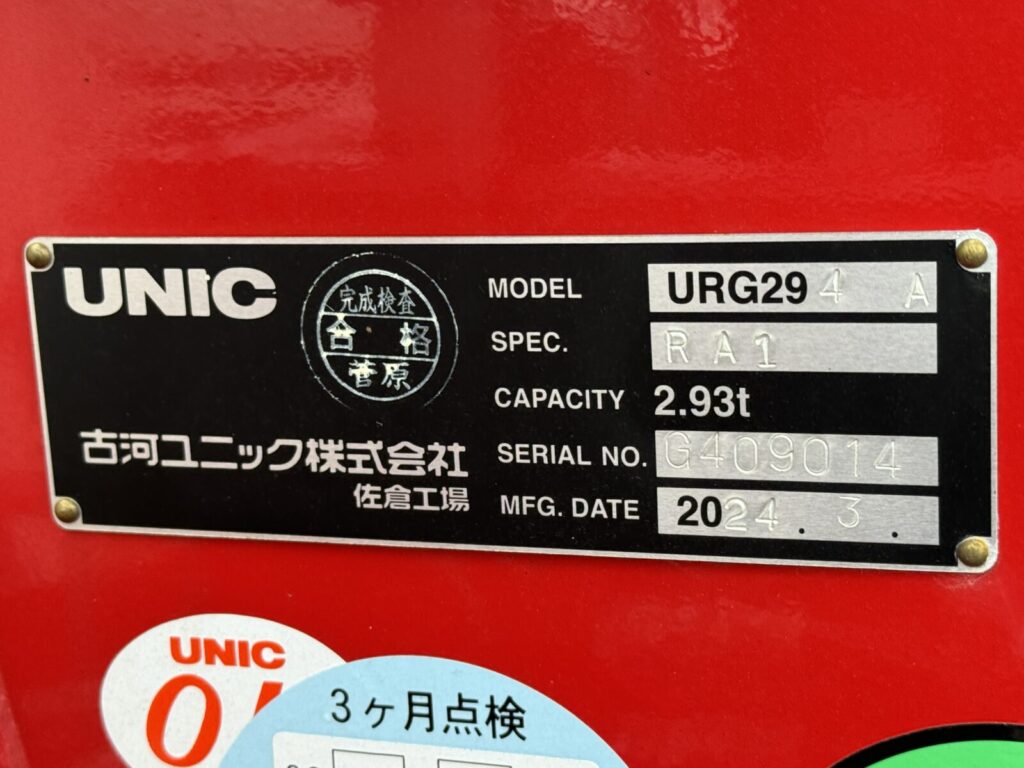 UNIC
完成検査
合格
菅原
古河ユニック株式会社
佐倉工場
MODEL URG29 4 A
SPEC. RA1
CAPACITY 2.93t
SERIAL NO. G409014
MFG. DATE 2024. 3.
UNIC
3ヶ月点検